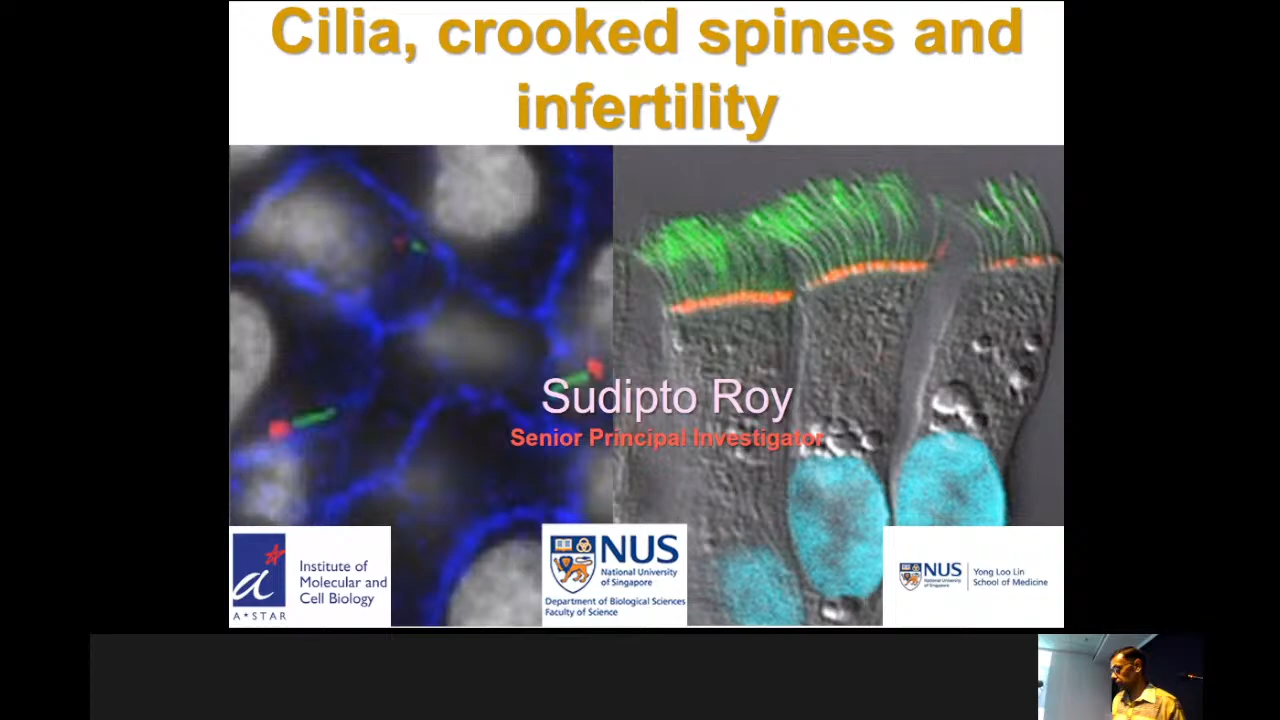 Cilia, crooked spines and
infertility
Sudipto Roy
Senior Principal Investigator
a
A*STAR
Institute of
Molecular and
Cell Biology
NUS
National University
of Singapore
Department of Biological Sciences
Faculty of Science
NUS
National University
of Singapore
Yong Loo Lin
School of Medicine